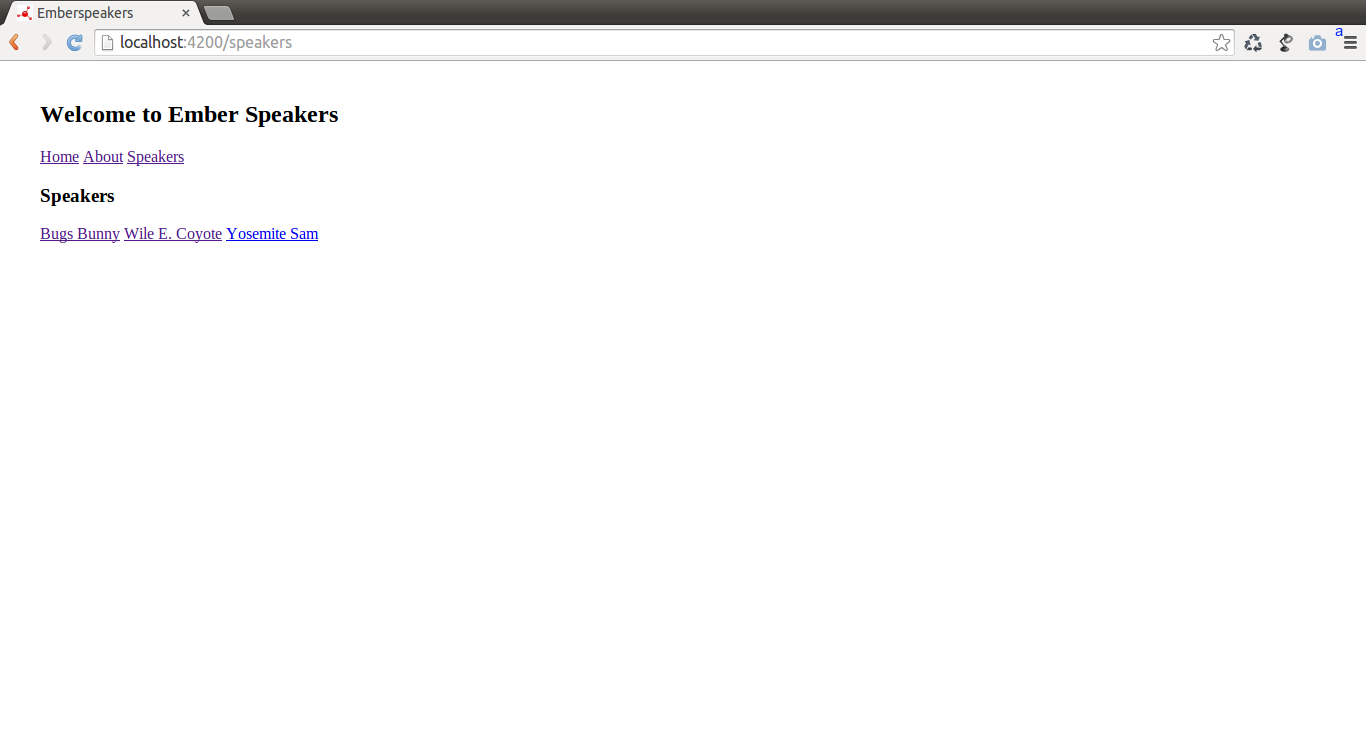 Emberspeakers
localhost:4200/speakers
a
Welcome to Ember Speakers
Home About Speakers
Speakers
Bugs Bunny Wile E. Coyote Yosemite Sam